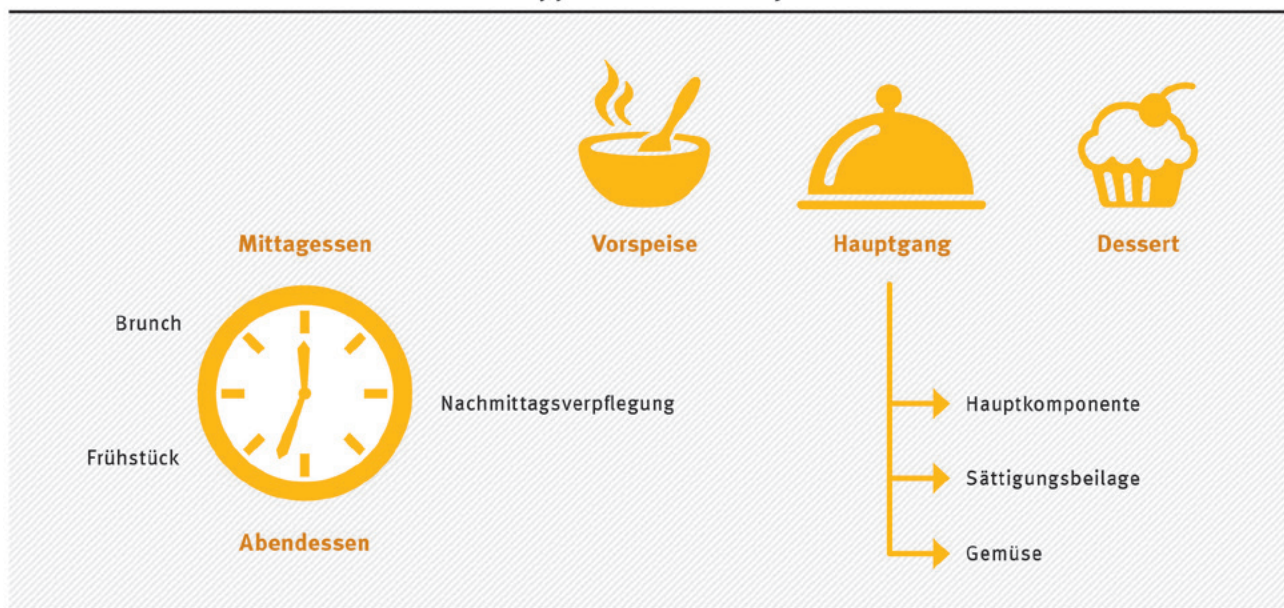 Mittagessen
Brunch
Nachmittagsverpflegung
Frühstück
Abendessen
Vorspeise
Hauptgang
Dessert
Hauptkomponente
Sättigungsbeilage
Gemüse